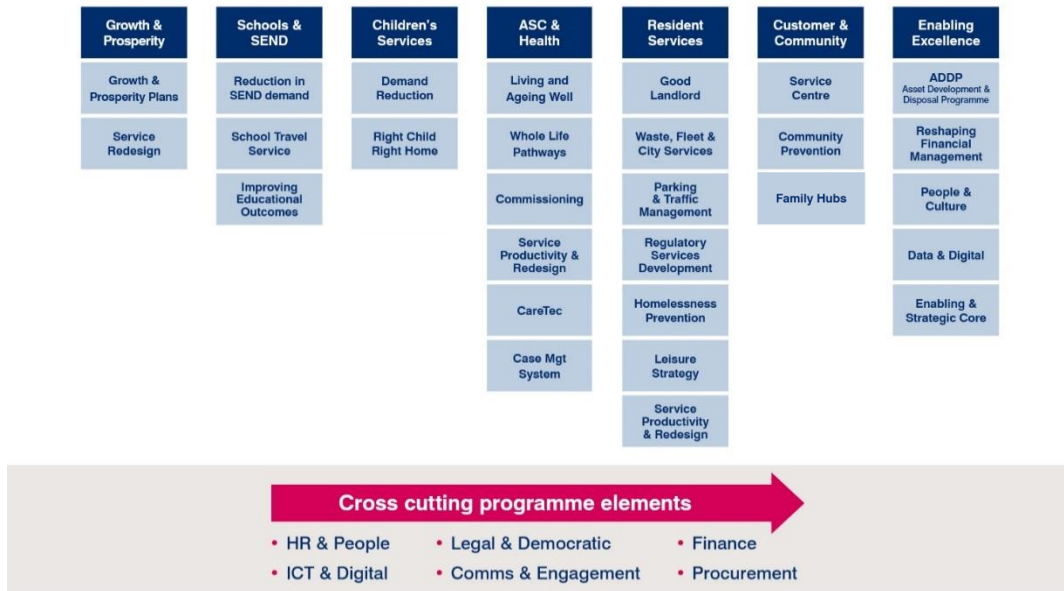 Growth &
Prosperity
Growth &
Prosperity Plans
Service
Redesign
Schools &
SEND
Reduction in
SEND demand
School Travel
Service
Improving
Educational
Outcomes
Children's
Services
Demand
Reduction
Right Child
Right Home
ASC &
Health
Living and
Ageing Well
Whole Life
Pathways
Commissioning
Service
Productivity &
Redesign
CareTec
Case Mgt
System
Resident
Services
Good
Landlord
Waste, Fleet &
City Services
Parking
& Traffic
Management
Regulatory
Services
Development
Homelessness
Prevention
Leisure
Strategy
Service
Productivity
& Redesign
Customer &
Community
Service
Centre
Community
Prevention
Family Hubs
Enabling
Excellence
ADDP
Asset Development &
Disposal Programme
Reshaping
Financial
Management
People &
Culture
Data & Digital
Enabling &
Strategic Core
Cross cutting programme elements
• HR & People
• Legal & Democratic
• Finance
• ICT & Digital
• Comms & Engagement
• Procurement